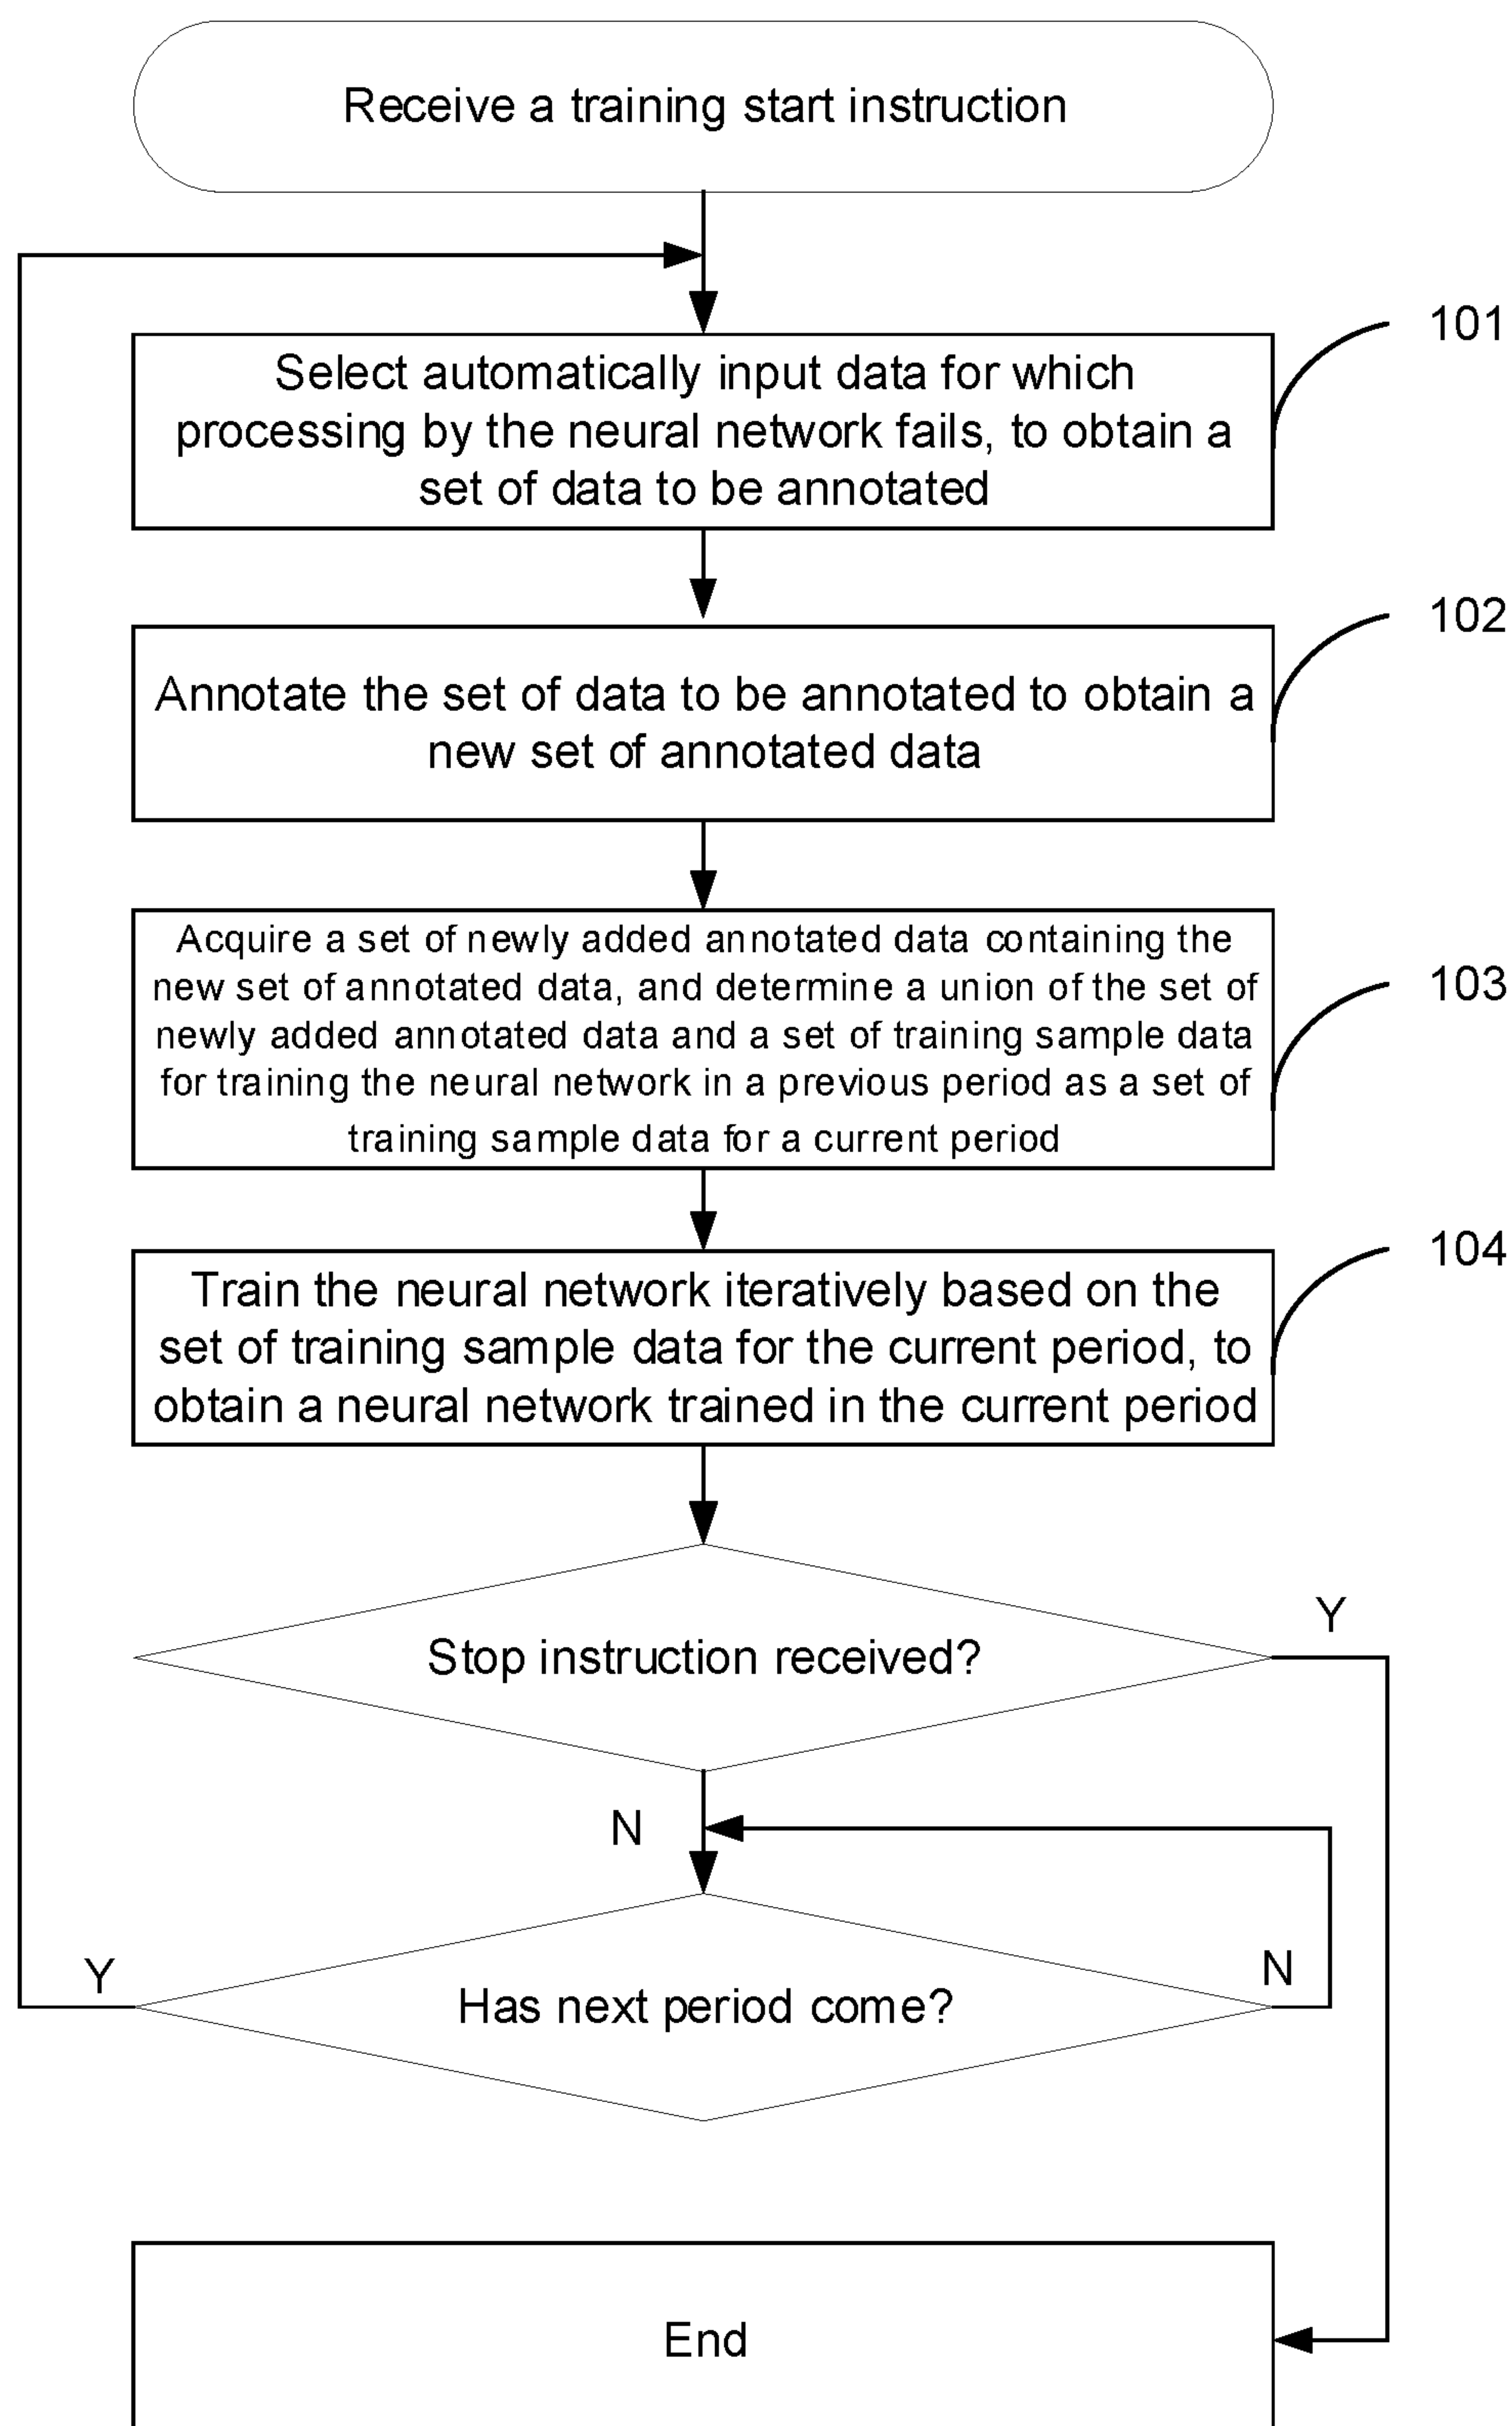 Receive a training start instruction
101
Select automatically input data for which
processing by the neural network fails, to obtain a
set of data to be annotated
102
Annotate the set of data to be annotated to obtain a
new set of annotated data
103
Acquire a set of newly added annotated data containing the
new set of annotated data, and determine a union of the set of
newly added annotated data and a set of training sample data
for training the neural network in a previous period as a set of
training sample data for a current period
104
Train the neural network iteratively based on the
set of training sample data for the current period, to
obtain a neural network trained in the current period
Y
Stop instruction received?
N
Y
N
Has next period come?
End